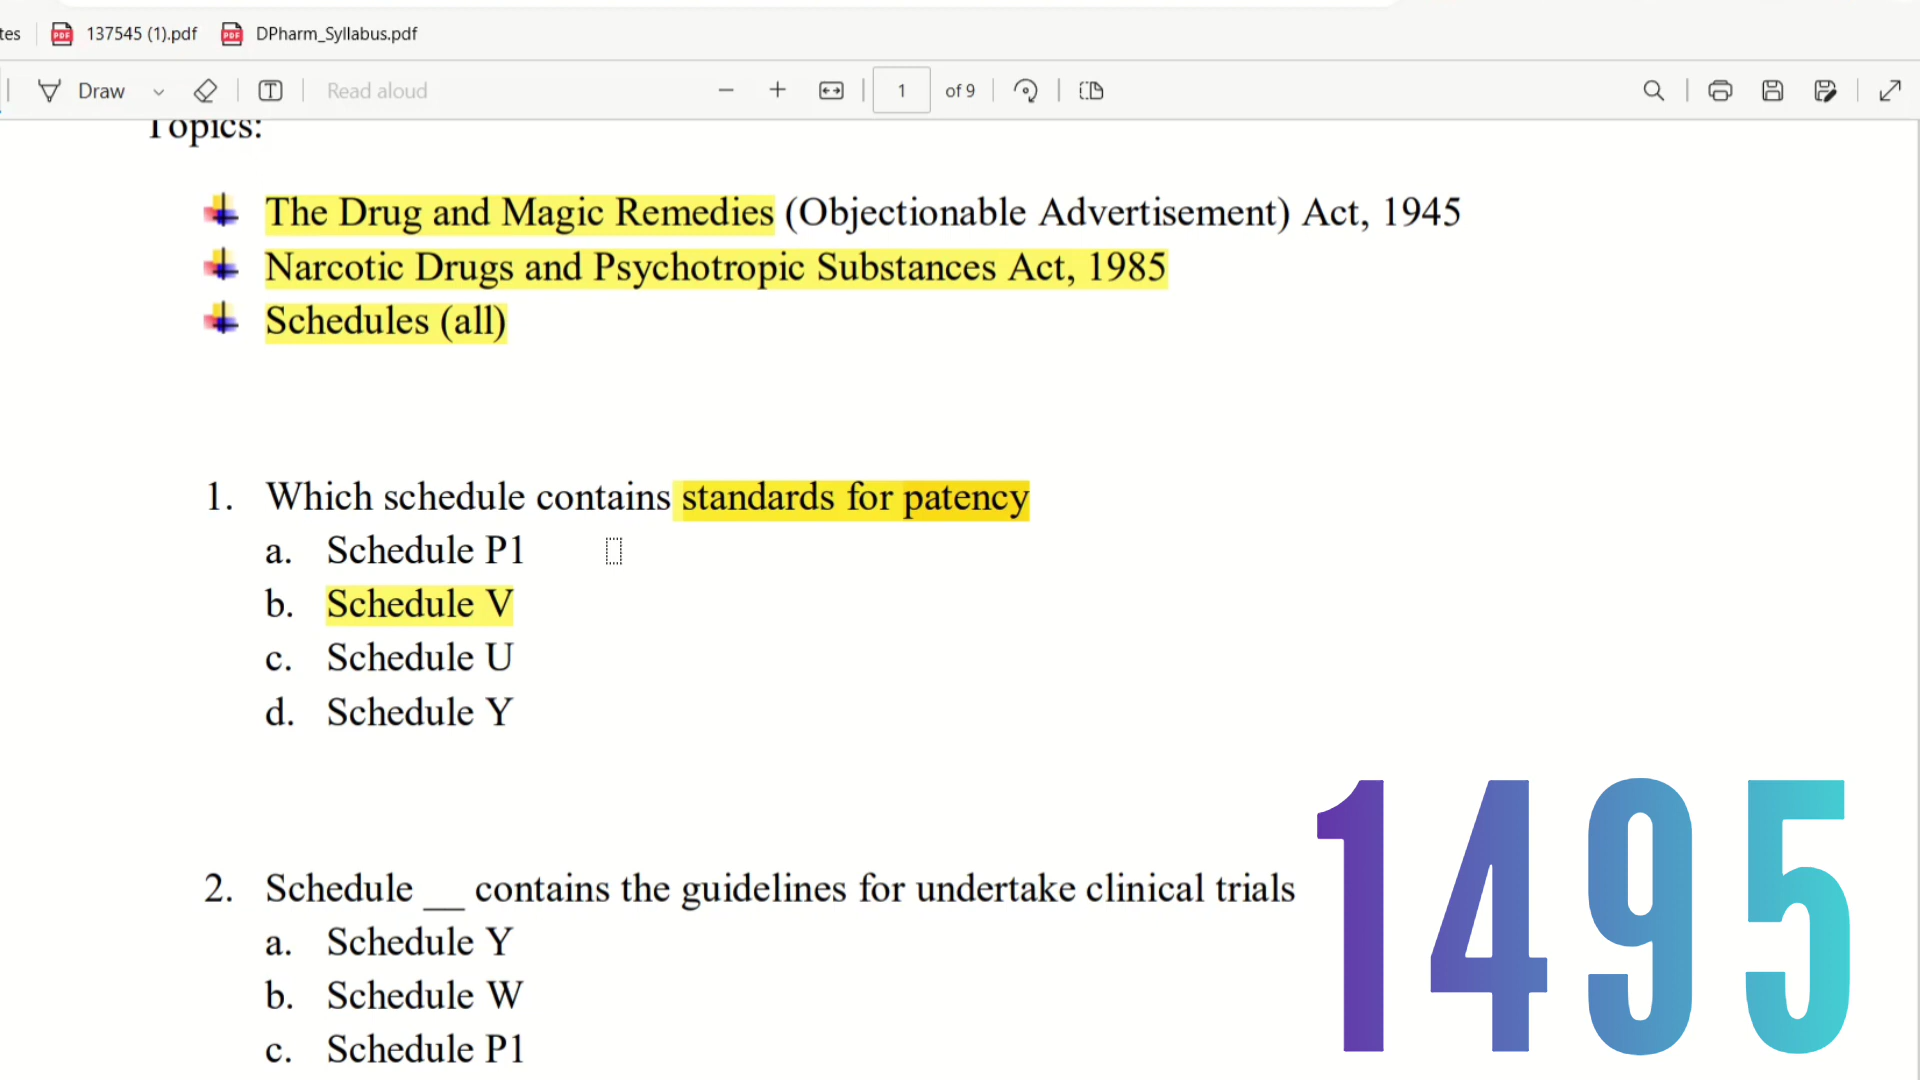 tes 137545 (1).pdf DPharm_Syllabus.pdf
Draw Read aloud 1 of 9
Topics:
The Drug and Magic Remedies (Objectionable Advertisement) Act, 1945
Narcotic Drugs and Psychotropic Substances Act, 1985
Schedules (all)
1. Which schedule contains standards for patency
a. Schedule P1
b. Schedule V
c. Schedule U
d. Schedule Y
2. Schedule __ contains the guidelines for undertake clinical trials
a. Schedule Y
b. Schedule W
c. Schedule P1
1495